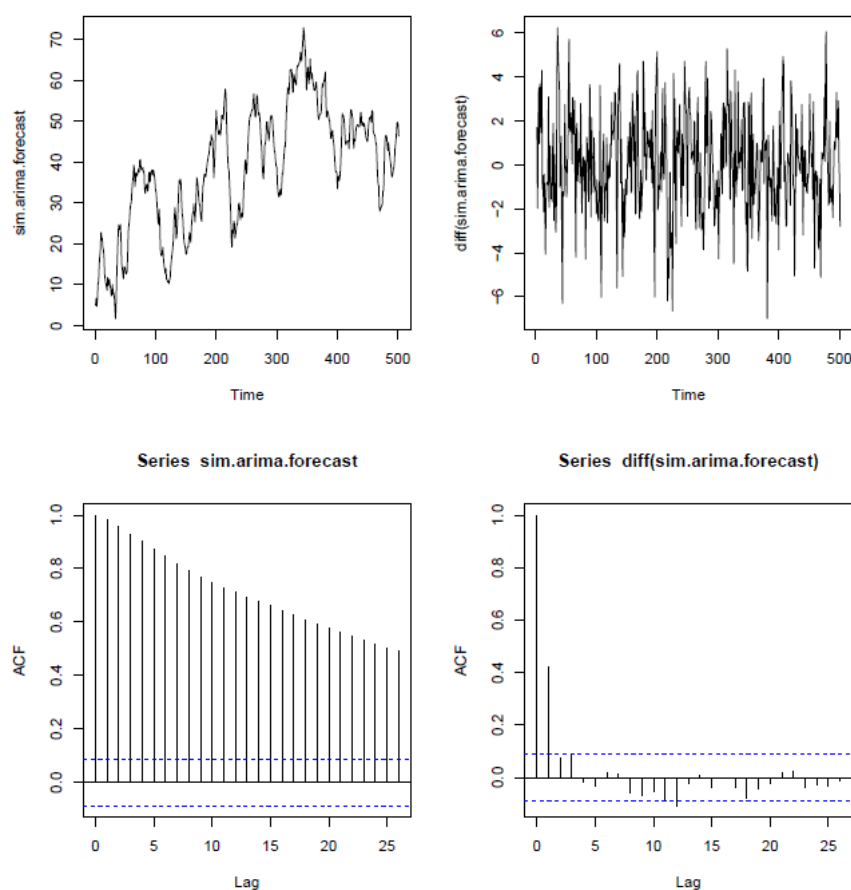 sim.arima.forecast
0 10 20 30 40 50 60 70
0 100 200 300 400 500
Time
diff(sim.arima.forecast)
-6 -4 -2 0 2 4 6
0 100 200 300 400 500
Time
Series sim.arima.forecast
ACF
0.0 0.2 0.4 0.6 0.8 1.0
0 5 10 15 20 25
Lag
Series diff(sim.arima.forecast)
ACF
0.0 0.2 0.4 0.6 0.8 1.0
0 5 10 15 20 25
Lag